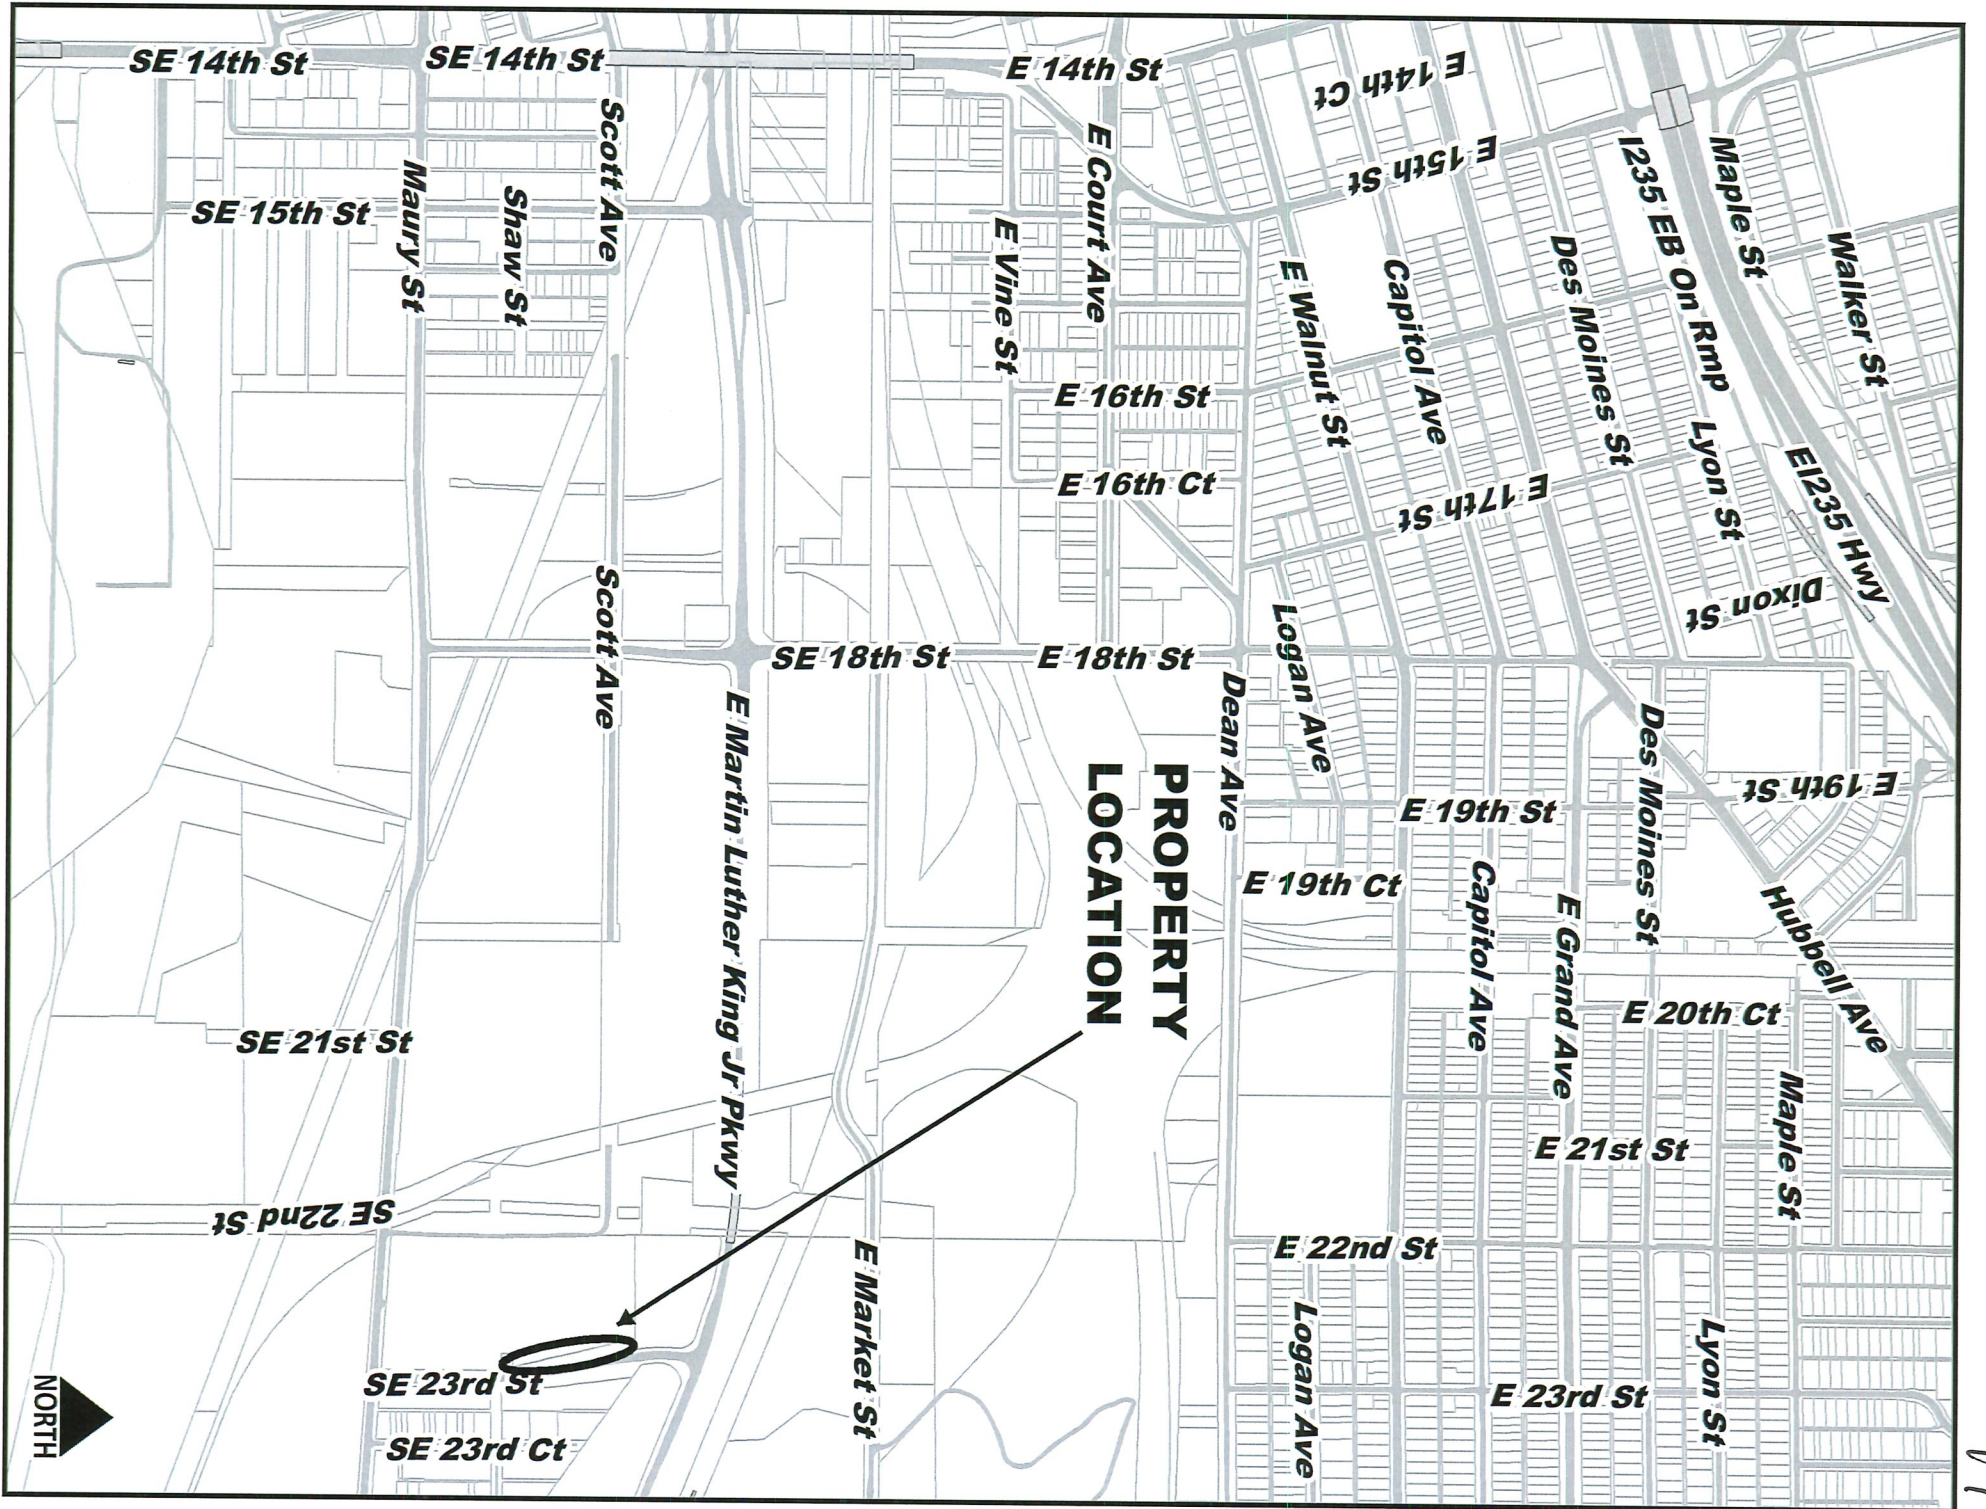 SE 14th St
SE 14th St
E 14th St
E 14th Ct
Scott Ave
E Court Ave
E 15th St
I235 EB On Rmp
Maple St
Maury St
SE 15th St
Shaw St
E Vine St
E Walnut St
Capitol Ave
Des Moines St
Walker St
E 16th St
Lyon St
EI235 Hwy
E 16th Ct
E 17th St
Scott Ave
Logan Ave
Dixon St
SE 18th St
E 18th St
Dean Ave
E Martin Luther King Jr Pkwy
PROPERTY
LOCATION
Des Moines St
E 19th St
E 19th St
E 19th Ct
Capitol Ave
E Grand Ave
Hubbell Ave
E 20th Ct
SE 21st St
Maple St
E 21st St
SE 22nd St
E 22nd St
E Market St
Logan Ave
Lyon St
SE 23rd St
E 23rd St
SE 23rd Ct
NORTH